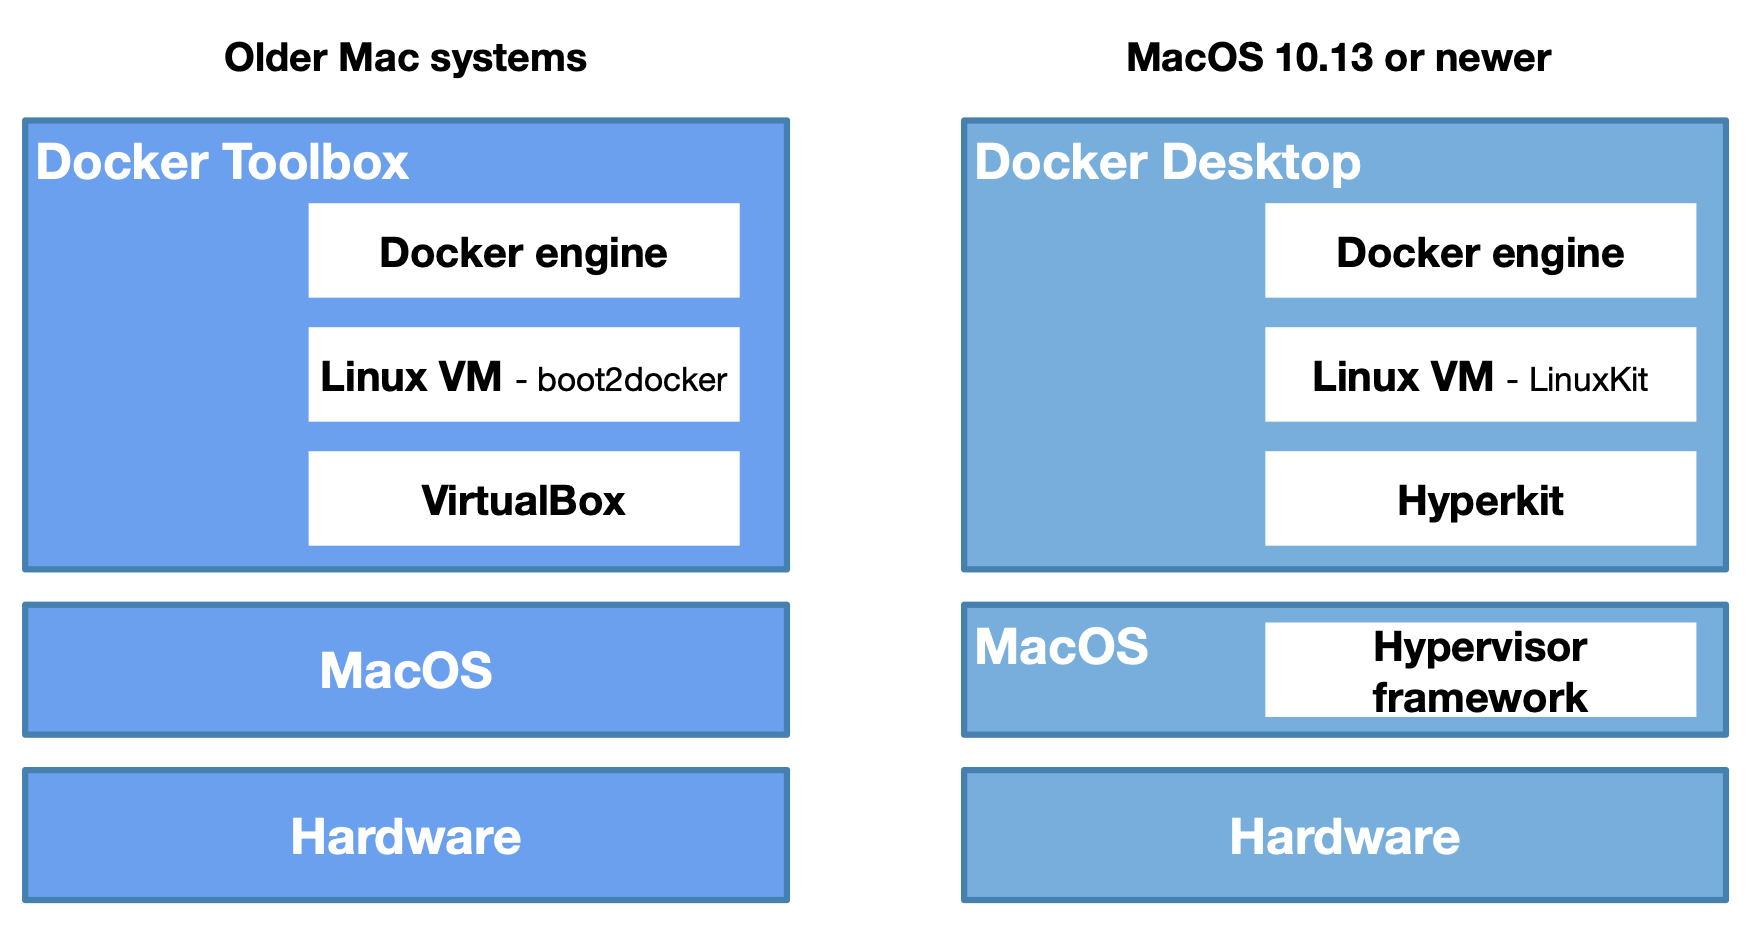 Older Mac systems
Docker Toolbox
Docker engine
Linux VM - boot2docker
VirtualBox
MacOS
Hardware
MacOS 10.13 or newer
Docker Desktop
Docker engine
Linux VM - LinuxKit
Hyperkit
MacOS
Hypervisor
framework
Hardware